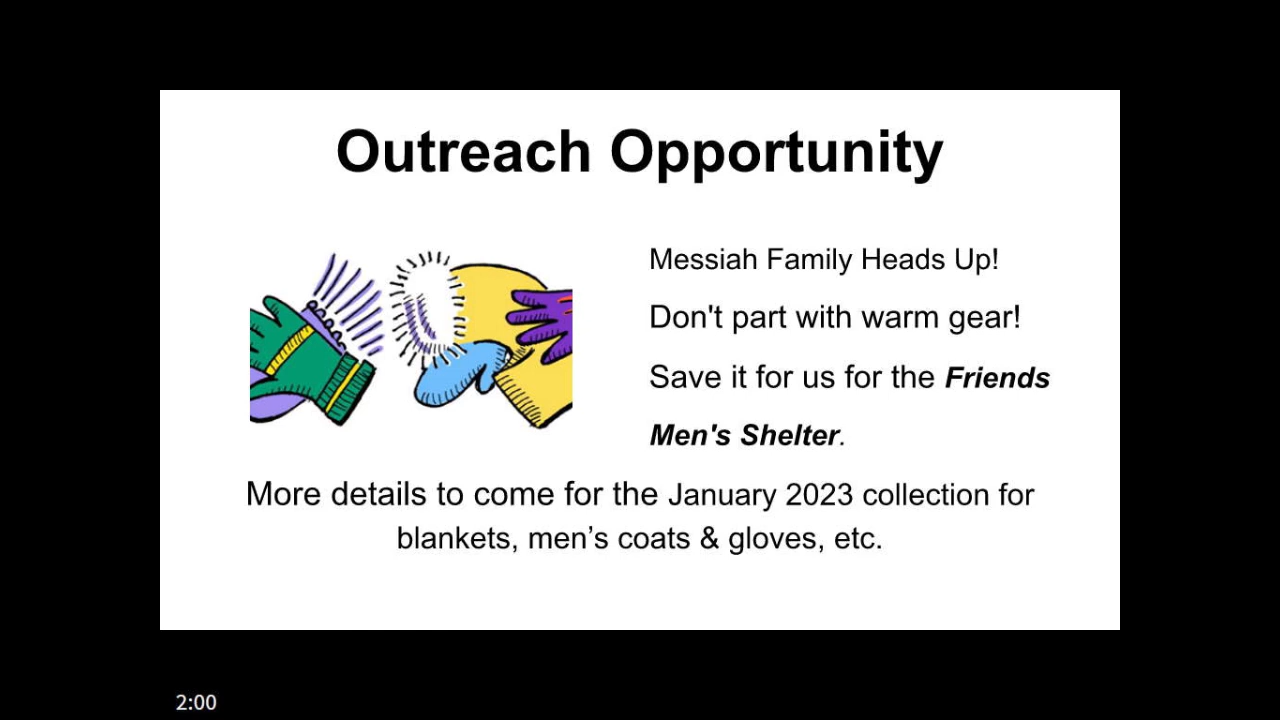 Outreach Opportunity
Messiah Family Heads Up!
Don't part with warm gear!
Save it for us for the Friends
Men's Shelter.
More details to come for the January 2023 collection for
blankets, men’s coats & gloves, etc.
2:00